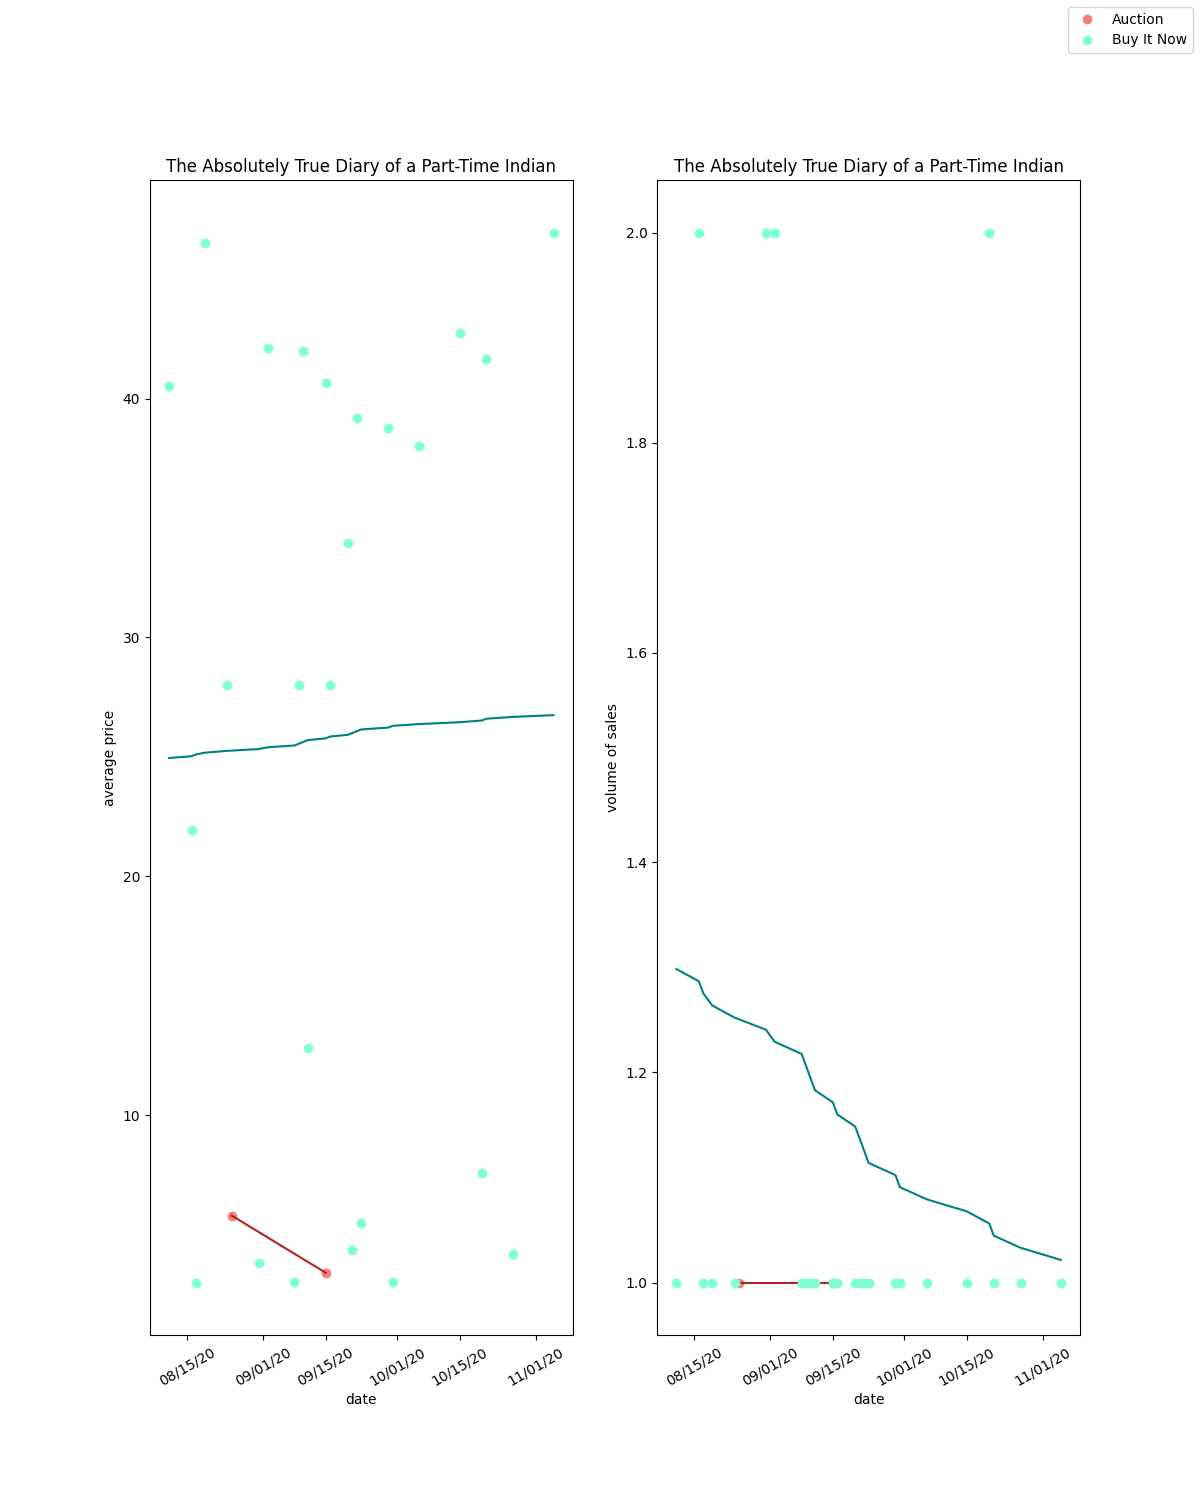 Auction
Buy It Now
The Absolutely True Diary of a Part-Time Indian
average price
40
30
20
10
08/15/20
09/01/20
09/15/20
10/01/20
10/15/20
11/01/20
date
The Absolutely True Diary of a Part-Time Indian
volume of sales
2.0
1.8
1.6
1.4
1.2
1.0
08/15/20
09/01/20
09/15/20
10/01/20
10/15/20
11/01/20
date